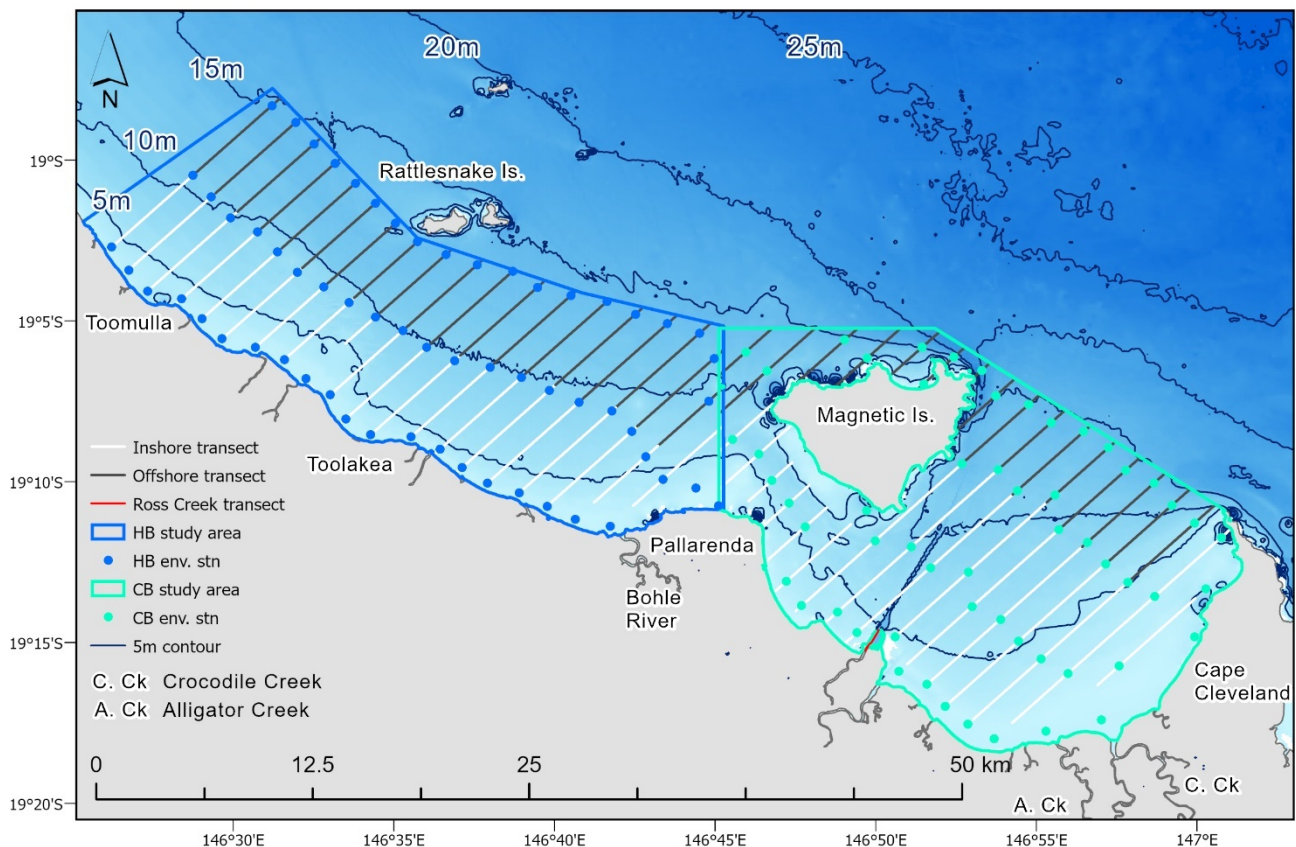 20m
25m
15m
N
10m
19°S
Rattlesnake Is.
5m
Toomulla
19°05'S
Magnetic Is.
Inshore transect
Offshore transect
Toolakea
19°10'S
Ross Creek transect
HB study area
Pallarenda
HB env. stn
Bohle
River
CB study area
CB env. stn
19°15'S
5m contour
Cape
Cleveland
C. Ck Crocodile Creek
A. Ck Alligator Creek
0 12.5 25 50 km
C. Ck
A. Ck
19°20'S
146°30'E 146°35'E 146°40'E 146°45'E 146°50'E 146°55'E 147°E